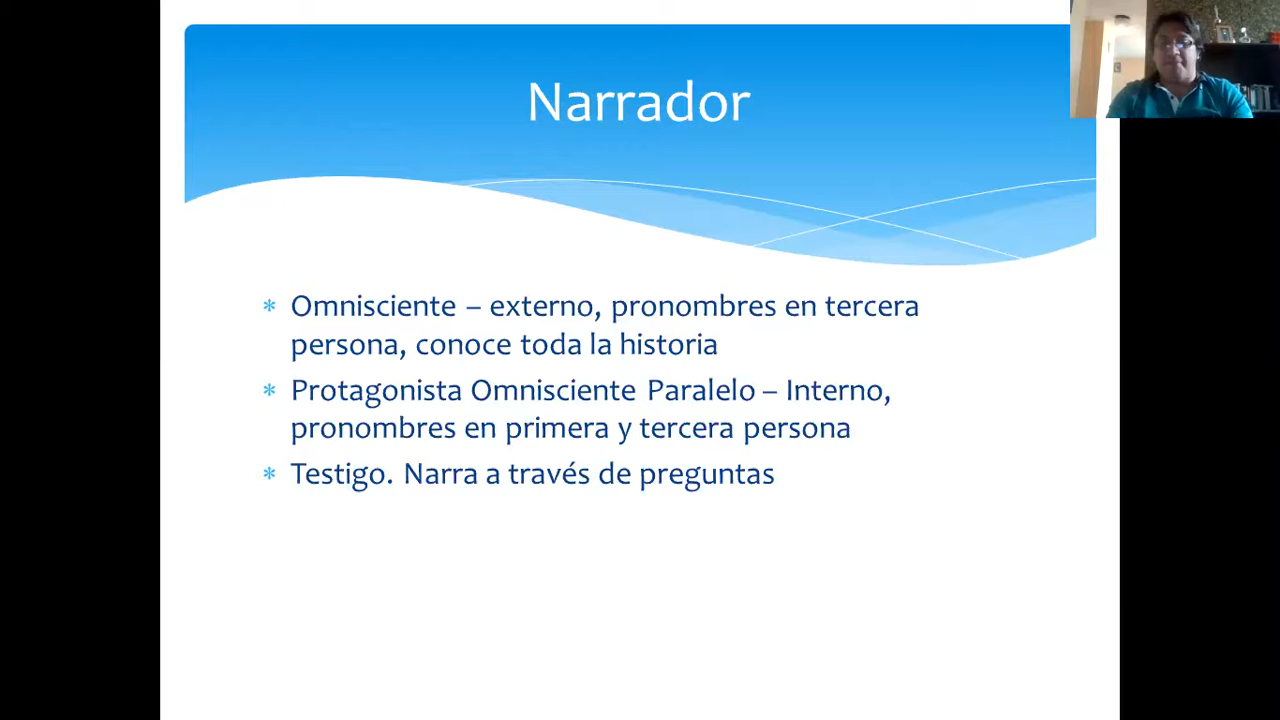 Narrador
* Omnisciente – externo, pronombres en tercera
persona, conoce toda la historia
* Protagonista Omnisciente Paralelo – Interno,
pronombres en primera y tercera persona
* Testigo. Narra a través de preguntas